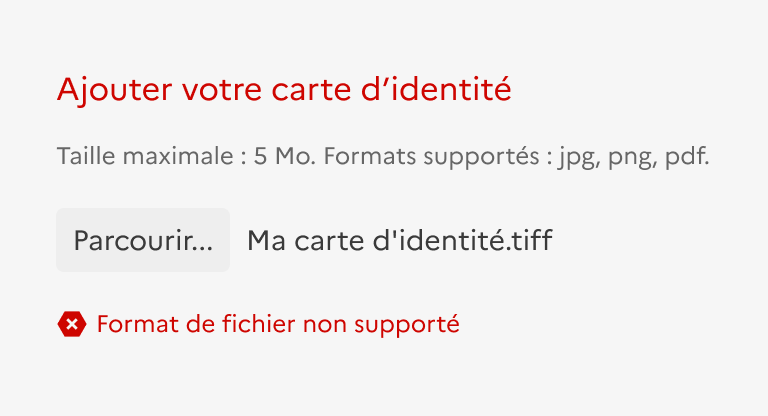 Ajouter votre carte d’identité
Taille maximale : 5 Mo. Formats supportés : jpg, png, pdf.
Parcourir... Ma carte d'identité.tiff
Format de fichier non supporté